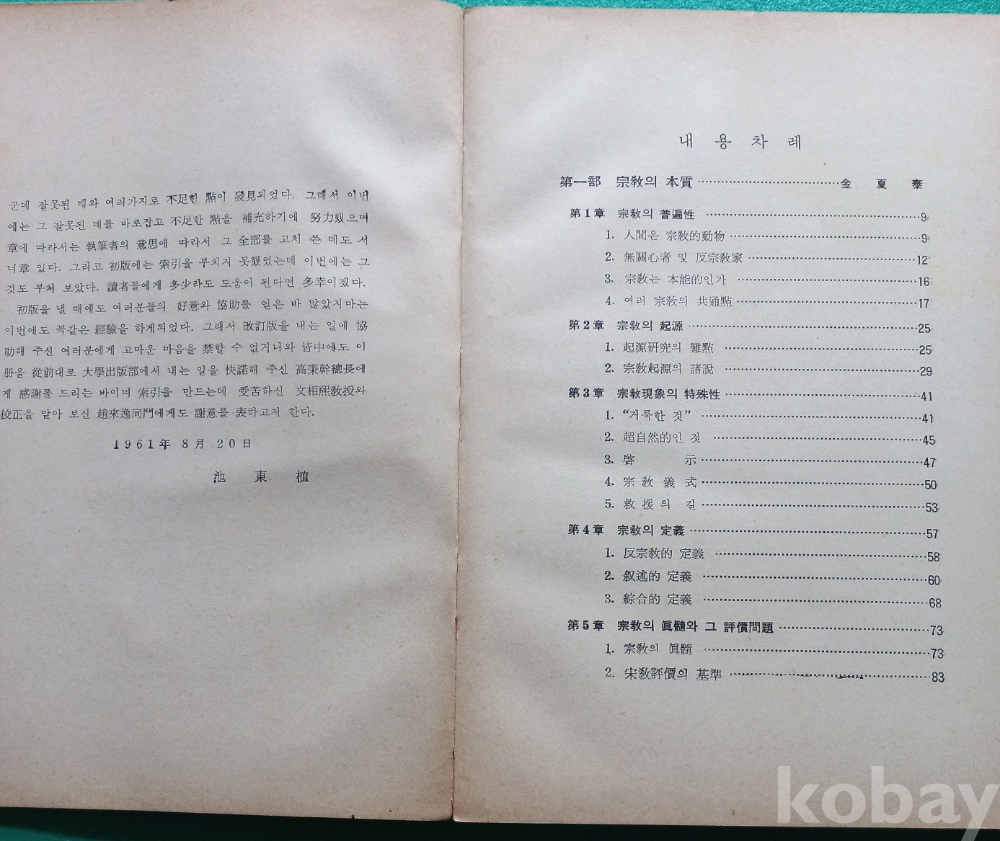 군데 잘못된 데와 여러가지로 不足한 點이 發見되었다. 그래서 이번
에는 그 잘못된 데를 바로잡고 不足한 點을 補充하기에 努力했으며
章에 따라서는 執筆者의 意思에 따라서 그 全部를 고쳐 쓴 데도 서
너章 있다. 그리고 初版에는 索引을 부치지 못했었는데 이번에는 그
것도 부쳐 보았다. 讀者들에게 多少라도 도움이 된다면 多幸이겠다.
初版을 낼 때에도 여러분들의 好意와 協助를 얻은 바 많았지마는
이번에도 똑같은 經驗을 하게되었다. 그래서 改訂版을 내는 일에 協
助해 주신 여러분에게 고마운 마음을 禁할 수 없거니와 皆中에도 이
册을 從前대로 大學出版部에서 내는 일을 快諾해 주신 高秉幹總長에
게 感謝를 드리는 바이며 索引을 만드는데 受苦하신 文相熙敎授와
校正을 맡아 보신 趙來逸同門에게도 謝意를 表하고저 한다.
1961年 8月 20日
池東植
내용차례
第一部 宗敎의 本質 ················ 金夏泰
第1章 宗敎의 普遍性 ················ 9
1. 人間은 宗敎的動物 ················ 9
2. 無關心者 및 反宗敎家 ················ 12
3. 宗敎는 本能的인가 ················ 16
4. 여러 宗敎의 共通點 ················ 17
第2章 宗敎의 起源 ················ 25
1. 起源硏究의 難點 ················ 25
2. 宗敎起源의 諸說 ················ 29
第3章 宗敎現象의 特殊性 ················ 41
1. “거룩한 것” ················ 41
2. 超自然的인 것 ················ 45
3. 啓示 ················ 47
4. 宗敎儀式 ················ 50
5. 救援의 길 ················ 53
第4章 宗敎의 定義 ················ 57
1. 反宗敎的 定義 ················ 58
2. 叙述的 定義 ················ 60
3. 綜合的 定義 ················ 68
第5章 宗敎의 眞髓와 그 評價問題 ················ 73
1. 宗敎의 眞髓 ················ 73
2. 宋敎評價의 基準 ················ 83
kobay